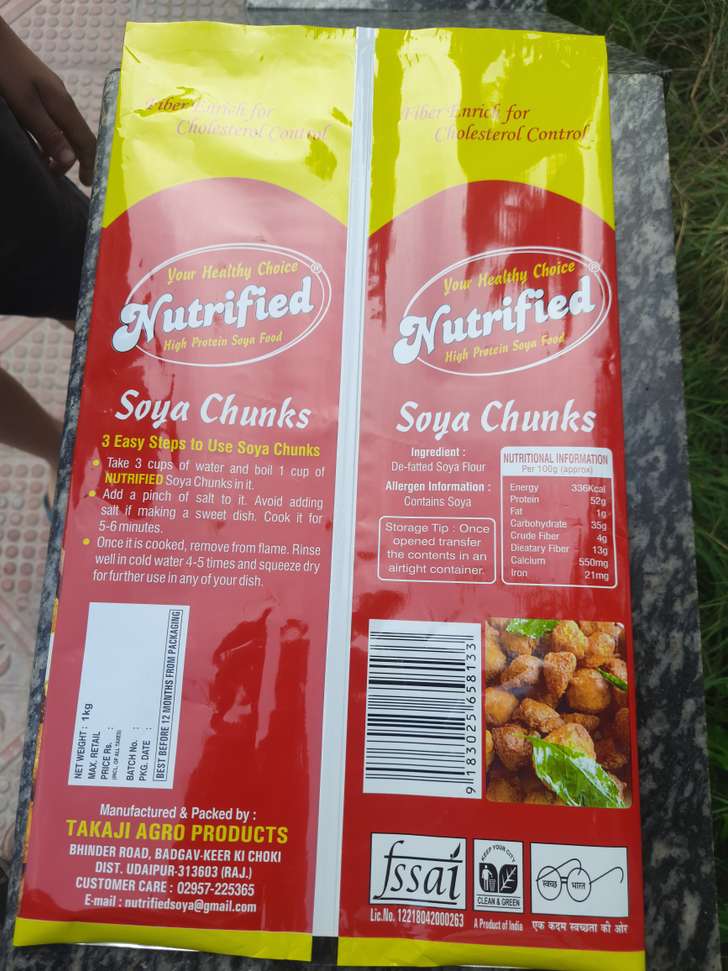 Fiber Enrich for
Cholesterol Control
Your Healthy Choice
Nutrified®
High Protein Soya Food
Soya Chunks
3 Easy Steps to Use Soya Chunks
• Take 3 cups of water and boil 1 cup of
NUTRIFIED Soya Chunks in it.
• Add a pinch of salt to it. Avoid adding
salt if making a sweet dish. Cook it for
5-6 minutes.
• Once it is cooked, remove from flame. Rinse
well in cold water 4-5 times and squeeze dry
for further use in any of your dish.
NET WEIGHT : 1kg
MAX. RETAIL
PRICE Rs. :
(INCL. OF ALL TAXES)
BATCH No. :
PKG. DATE :
BEST BEFORE 12 MONTHS FROM PACKAGING
Manufactured & Packed by :
TAKAJI AGRO PRODUCTS
BHINDER ROAD, BADGAV-KEER KI CHOKI
DIST. UDAIPUR-313603 (RAJ.)
CUSTOMER CARE : 02957-225365
E-mail : nutrifiedsoya@gmail.com
Fiber Enrich for
Cholesterol Control
Your Healthy Choice
Nutrified®
High Protein Soya Food
Soya Chunks
Ingredient :
De-fatted Soya Flour
Allergen Information :
Contains Soya
Storage Tip : Once
opened transfer
the contents in an
airtight container.
NUTRITIONAL INFORMATION
Per 100g (approx)
Energy 336Kcal
Protein 52g
Fat 1g
Carbohydrate 35g
Crude Fiber 4g
Dieatary Fiber 13g
Calcium 550mg
Iron 21mg
9183025658133
fssai
Lic.No. 12218042000263
KEEP YOUR CITY
CLEAN & GREEN
A Product of India
स्वच्छ भारत
एक कदम स्वच्छता की ओर